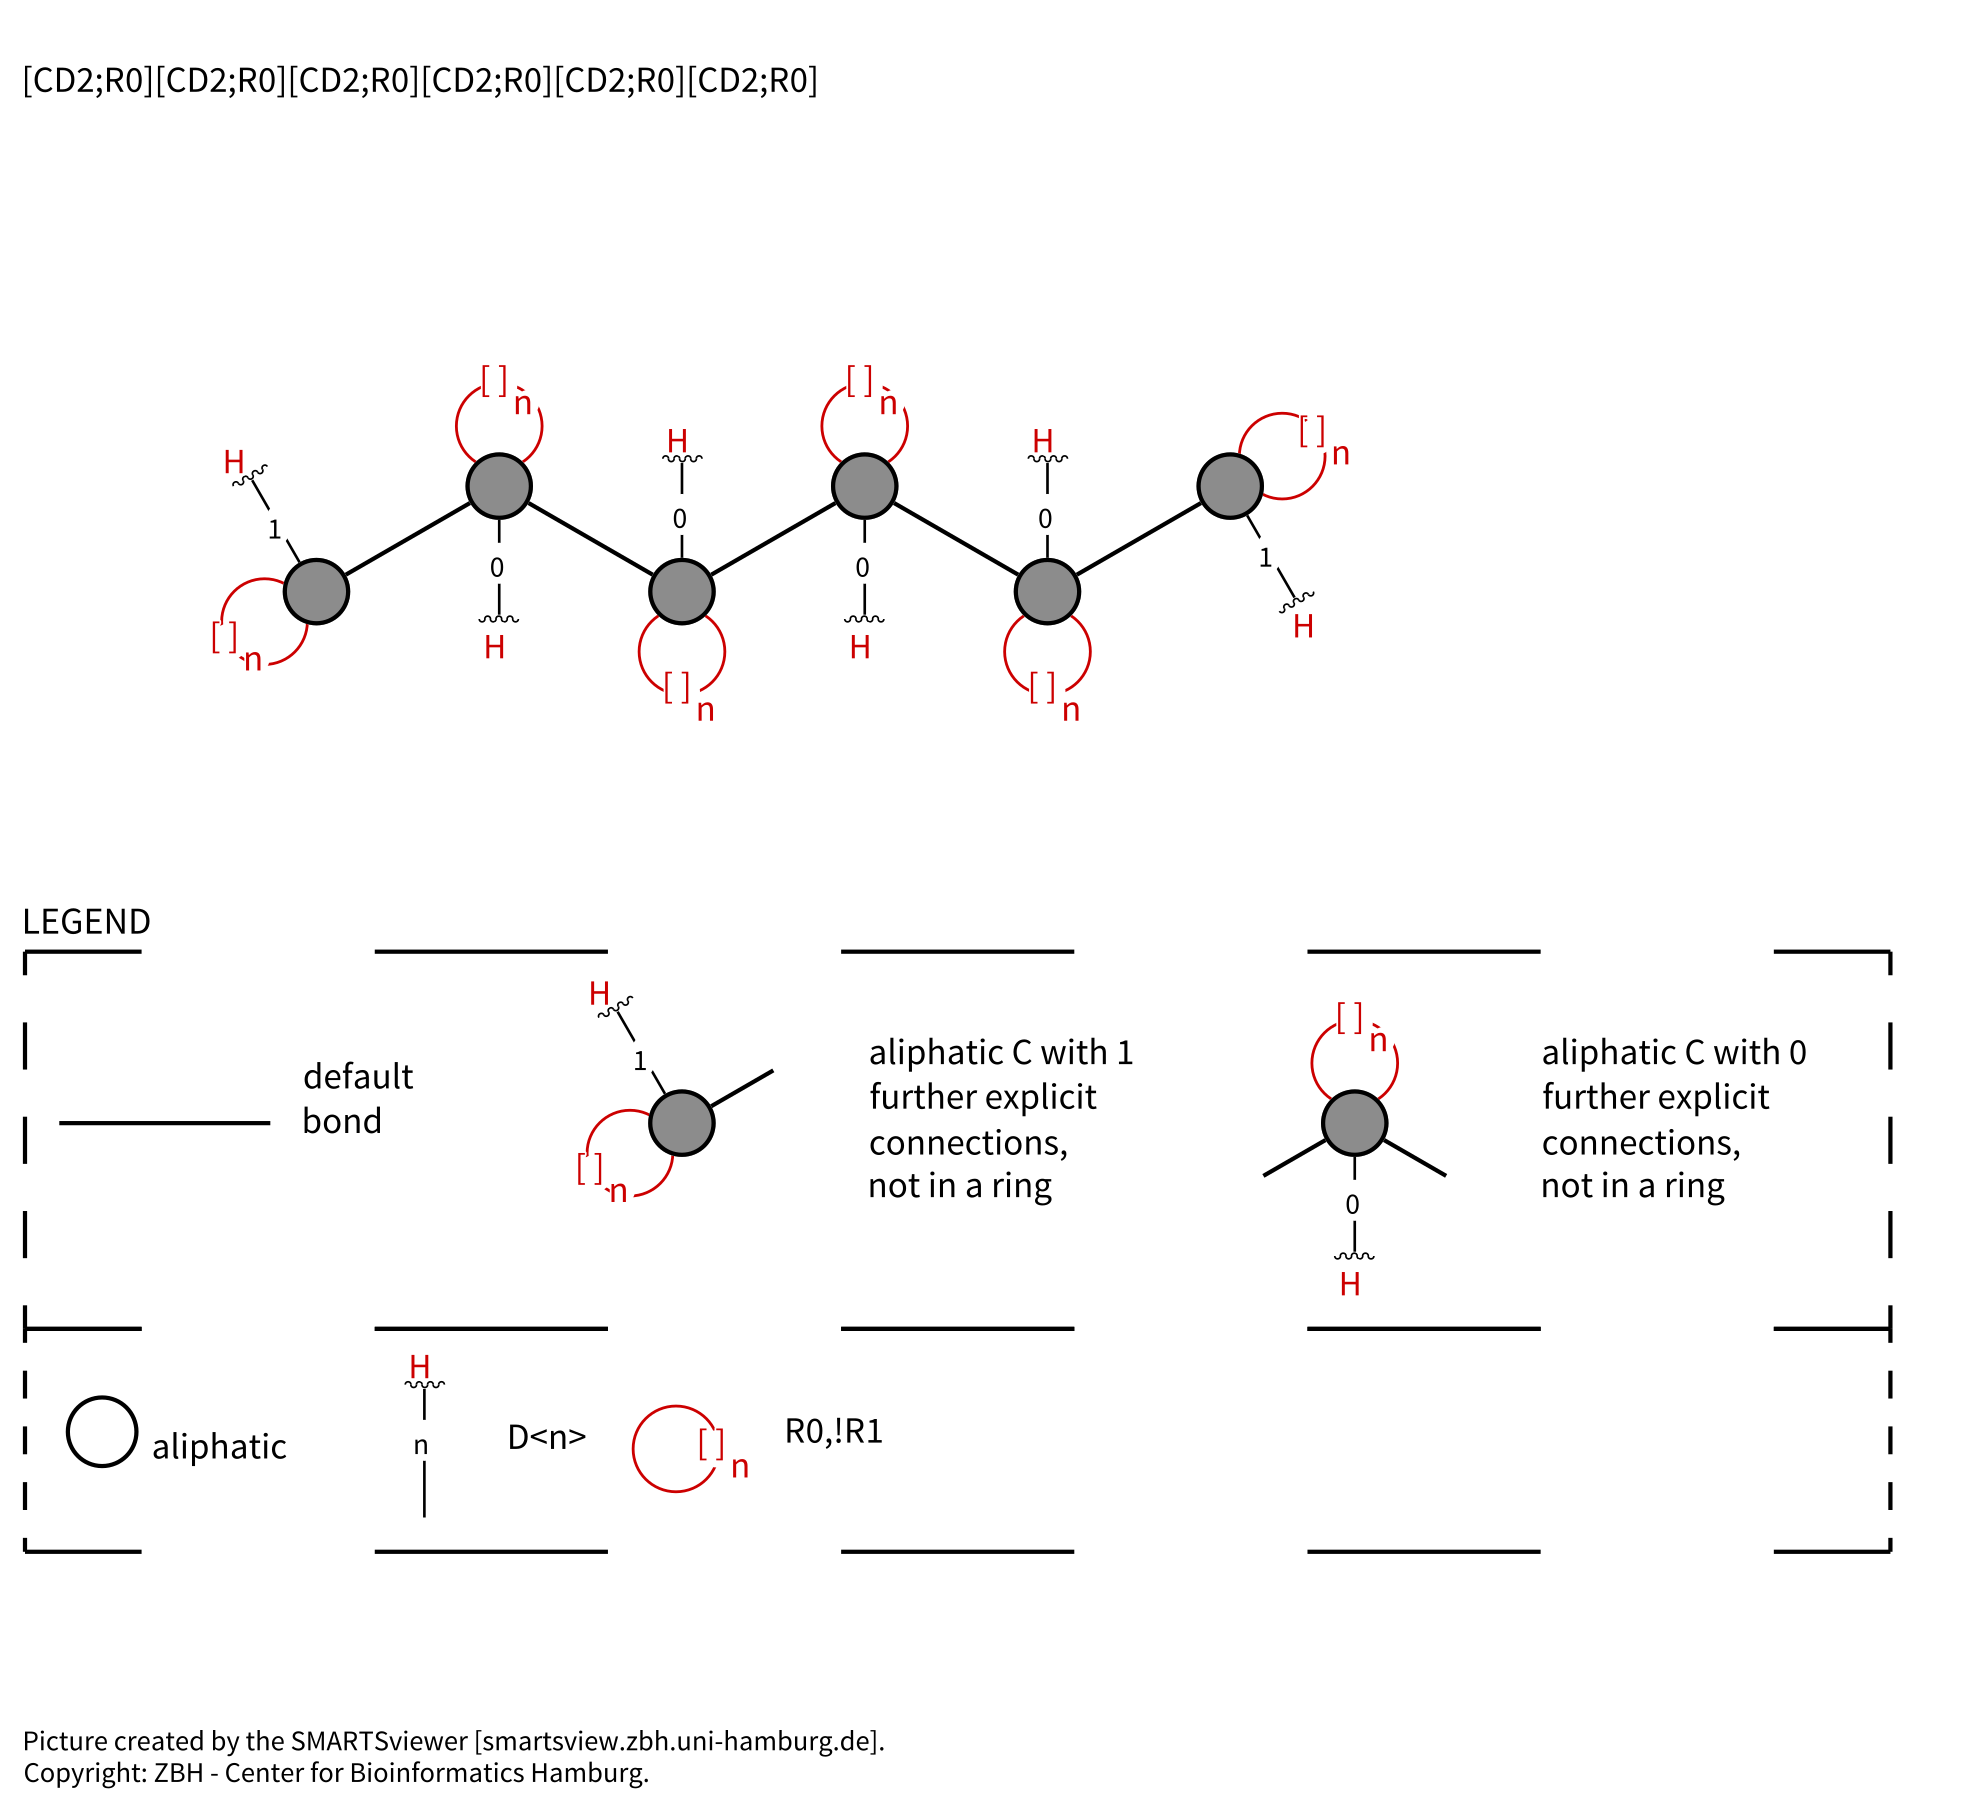 [CD2;R0][CD2;R0][CD2;R0][CD2;R0][CD2;R0][CD2;R0]
[ ]n
[ ]n
H
H
[ ]n
H
1
0
0
1
0
0
[ ]n
H
H
H
[ ]n
[ ]n
LEGEND
default
bond
H
1
[ ]n
aliphatic C with 1
further explicit
connections,
not in a ring
[ ]n
0
H
aliphatic C with 0
further explicit
connections,
not in a ring
aliphatic
H
n
D<n>
[ ]n
R0,!R1
Picture created by the SMARTSviewer [smartsview.zbh.uni-hamburg.de].
Copyright: ZBH - Center for Bioinformatics Hamburg.